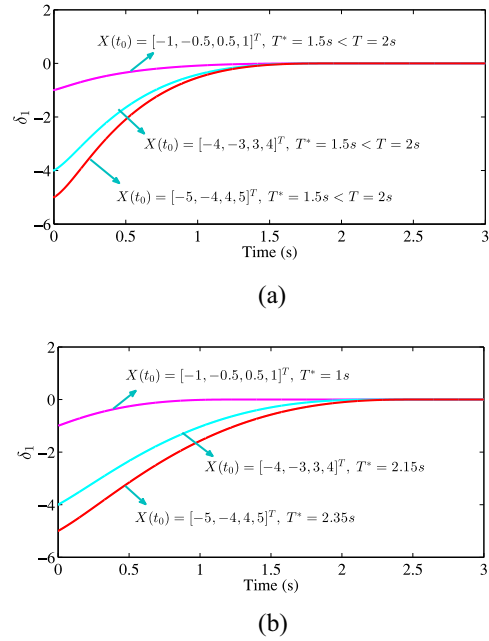 X(t₀) = [−1, −0.5, 0.5, 1]ᵀ, T* = 1.5s < T = 2s
2
0
−2
−4
−6
δ₁
X(t₀) = [−4, −3, 3, 4]ᵀ, T* = 1.5s < T = 2s
X(t₀) = [−5, −4, 4, 5]ᵀ, T* = 1.5s < T = 2s
0 0.5 1 1.5 2 2.5 3
Time (s)
(a)
2
0
−2
−4
−6
δ₁
X(t₀) = [−1, −0.5, 0.5, 1]ᵀ, T* = 1s
X(t₀) = [−4, −3, 3, 4]ᵀ, T* = 2.15s
X(t₀) = [−5, −4, 4, 5]ᵀ, T* = 2.35s
0 0.5 1 1.5 2 2.5 3
Time (s)
(b)